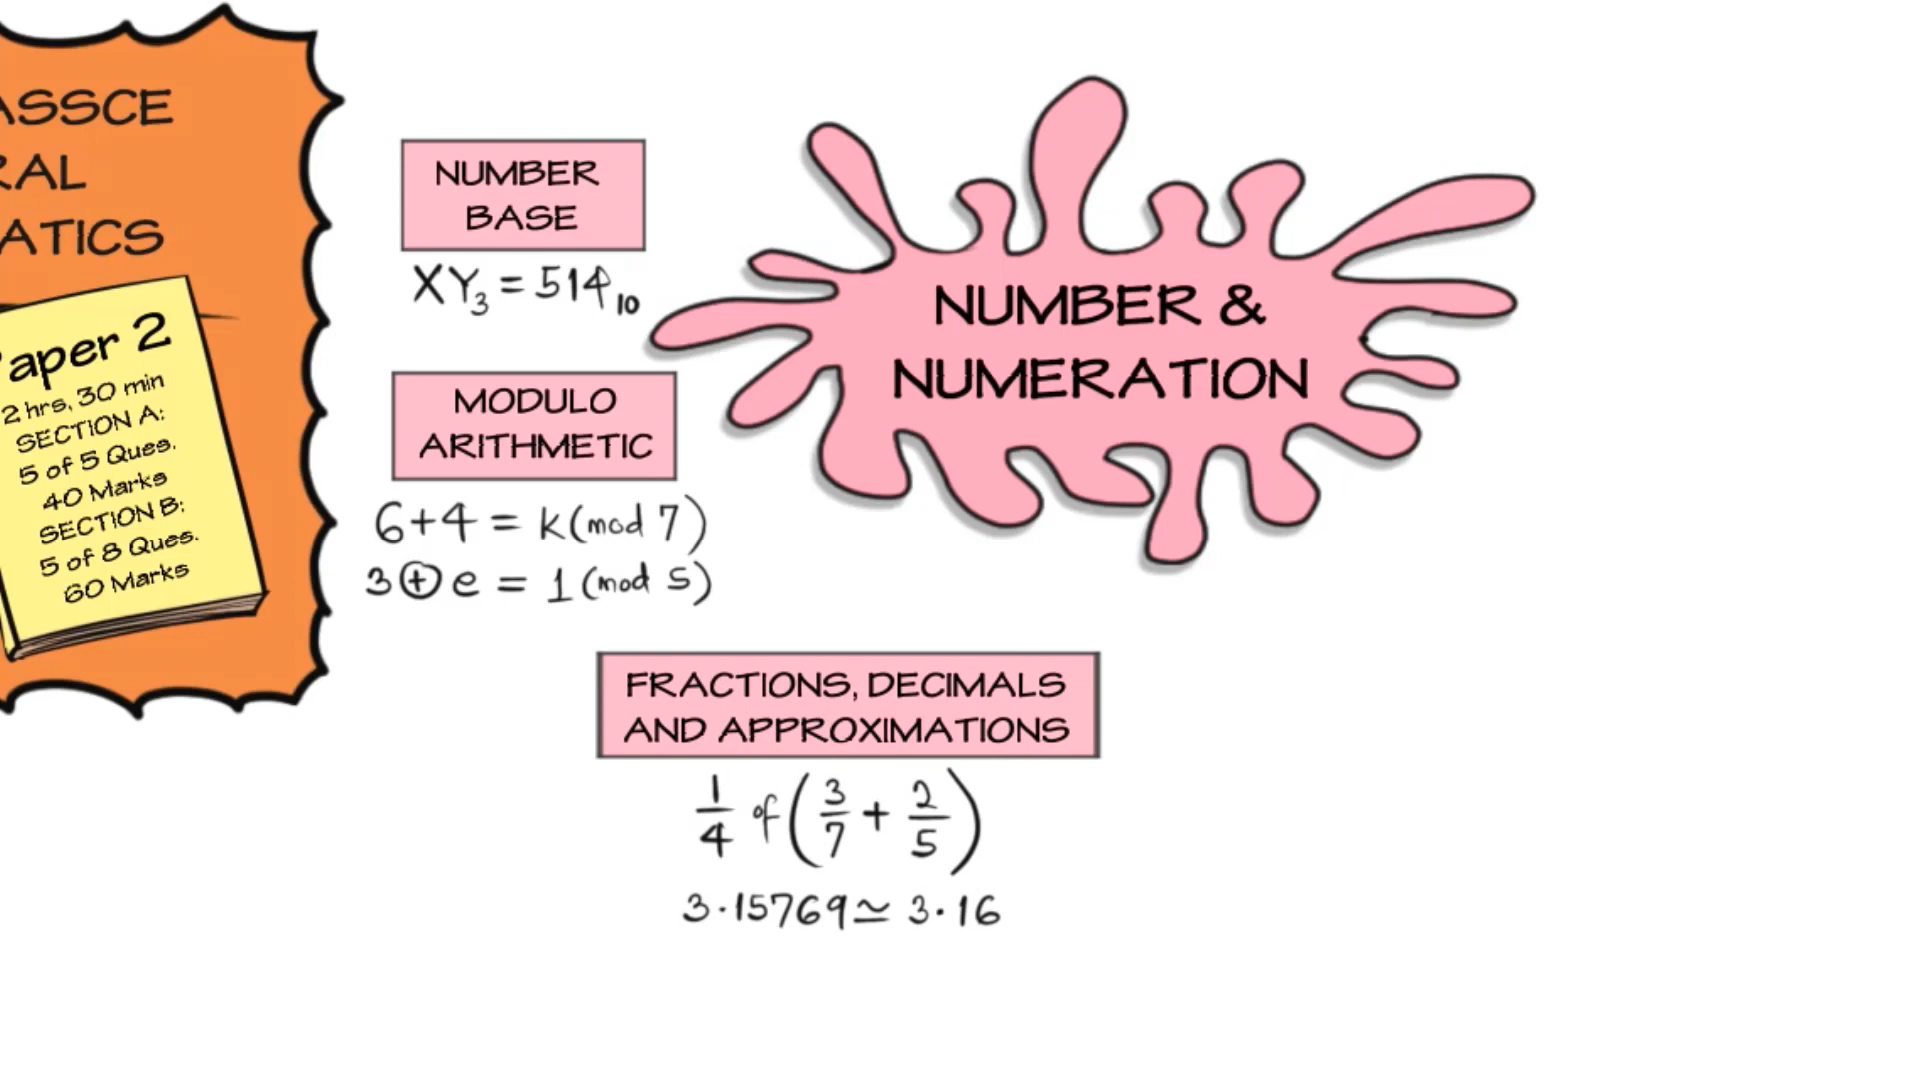 ASSCE
RAL
ATICS
aper 2
2 hrs, 30 min
SECTION A:
5 of 5 Ques.
40 Marks
SECTION B:
5 of 8 Ques.
60 Marks
NUMBER
BASE
XY₃ = 514₁₀
MODULO
ARITHMETIC
6+4 = k(mod 7)
3⊕e = 1(mod 5)
NUMBER &
NUMERATION
FRACTIONS, DECIMALS
AND APPROXIMATIONS
1/4 of (3/7 + 2/5)
3·15769≃ 3·16